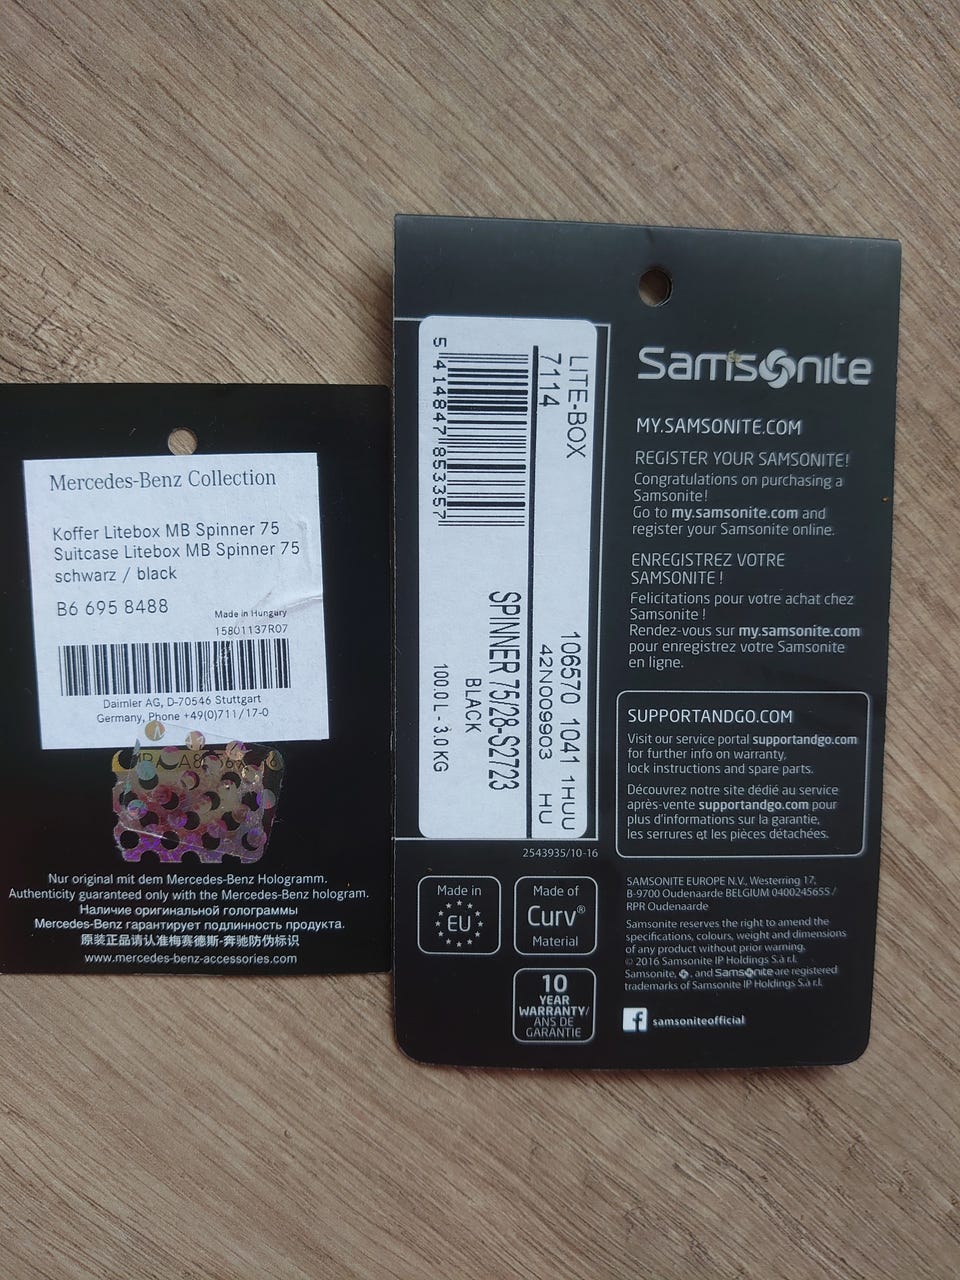 Mercedes-Benz Collection
Koffer Litebox MB Spinner 75
Suitcase Litebox MB Spinner 75
schwarz / black
B6 695 8488
Made in Hungary
15801137R07
Daimler AG, D-70546 Stuttgart
Germany, Phone +49(0)711/17-0
Nur original mit dem Mercedes-Benz Hologramm.
Authenticity guaranteed only with the Mercedes-Benz hologram.
Наличие оригинальной голограммы
Mercedes-Benz гарантирует подлинность продукта.
原装正品请认准梅赛德斯-奔驰防伪标识
www.mercedes-benz-accessories.com
LITE-BOX
7114
106570 1041 1HUU
42N009903 HU
5 414847 853357
SPINNER 75/28-S2723
BLACK
100.0 L - 3.0 KG
2543935/10-16
Made in
EU
Made of
Curv®
Material
10
YEAR
WARRANTY/
ANS DE
GARANTIE
Samsonite
MY.SAMSONITE.COM
REGISTER YOUR SAMSONITE!
Congratulations on purchasing a
Samsonite!
Go to my.samsonite.com and
register your Samsonite online.
ENREGISTREZ VOTRE
SAMSONITE !
Felicitations pour votre achat chez
Samsonite !
Rendez-vous sur my.samsonite.com
pour enregistrez votre Samsonite
en ligne.
SUPPORTANDGO.COM
Visit our service portal supportandgo.com
for further info on warranty,
lock instructions and spare parts.
Découvrez notre site dédié au service
après-vente supportandgo.com pour
plus d'informations sur la garantie,
les serrures et les pièces détachées.
SAMSONITE EUROPE N.V., Westerring 17,
B-9700 Oudenaarde BELGIUM 0400245655 /
RPR Oudenaarde
Samsonite reserves the right to amend the
specifications, colours, weight and dimensions
of any product without prior warning.
© 2016 Samsonite IP Holdings S.à r.l.
Samsonite, , and Samsonite are registered
trademarks of Samsonite IP Holdings S.à r.l.
samsoniteofficial